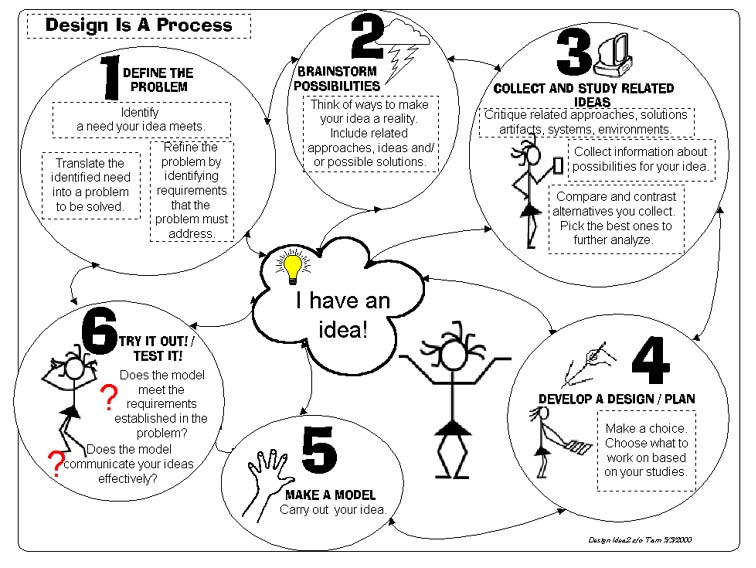 Design Is A Process
1
DEFINE THE
PROBLEM
Identify
a need your idea meets.
Translate the
identified need
into a problem
to be solved.
Refine the
problem by
identifying
requirements
that the
problem must
address.
2
BRAINSTORM
POSSIBILITIES
Think of ways to make
your idea a reality.
Include related
approaches, ideas and/
or possible solutions.
3
COLLECT AND STUDY RELATED
IDEAS
Critique related approaches, solutions
artifacts, systems, environments.
Collect information about
possibilities for your idea.
Compare and contrast
alternatives you collect.
Pick the best ones to
further analyze.
I have an
idea!
4
DEVELOP A DESIGN / PLAN
Make a choice.
Choose what to
work on based
on your studies.
5
MAKE A MODEL
Carry out your idea.
6
TRY IT OUT! /
TEST IT!
Does the model
? meet the
requirements
established in the
problem?
Does the model
? communicate your ideas
effectively?